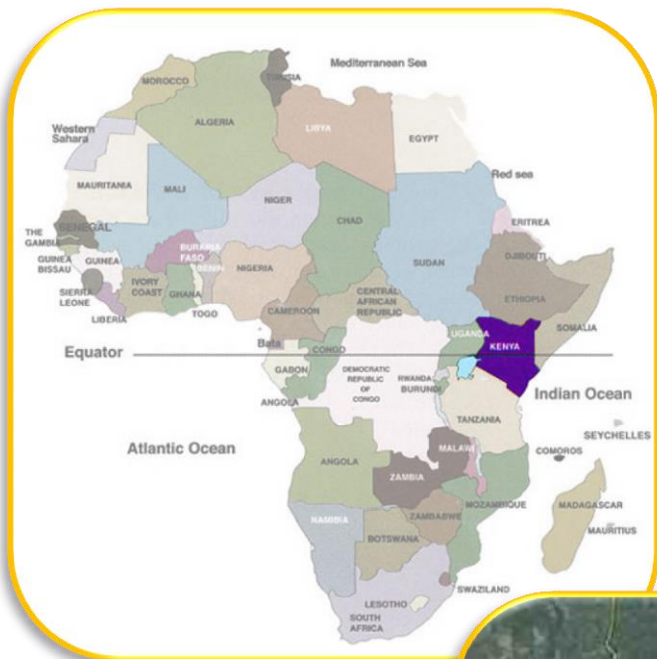 Mediterranean Sea
MOROCCO
TUNISIA
ALGERIA
LIBYA
EGYPT
Western
Sahara
MAURITANIA
MALI
NIGER
CHAD
SUDAN
Red sea
ERITREA
THE
GAMBIA
SENEGAL
GUINEA
BISSAU
GUINEA
SIERRA
LEONE
LIBERIA
IVORY
COAST
BURKINA
FASO
GHANA
TOGO
BENIN
NIGERIA
CAMEROON
CENTRAL
AFRICAN
REPUBLIC
DJIBOUTI
ETHIOPIA
SOMALIA
UGANDA
KENYA
Equator
Bata
GABON
CONGO
DEMOCRATIC
REPUBLIC
OF
CONGO
RWANDA
BURUNDI
ANGOLA
TANZANIA
Indian Ocean
SEYCHELLES
Atlantic Ocean
ANGOLA
ZAMBIA
MALAWI
COMOROS
MOZAMBIQUE
MADAGASCAR
MAURITIUS
NAMIBIA
ZIMBABWE
BOTSWANA
SWAZILAND
LESOTHO
SOUTH
AFRICA